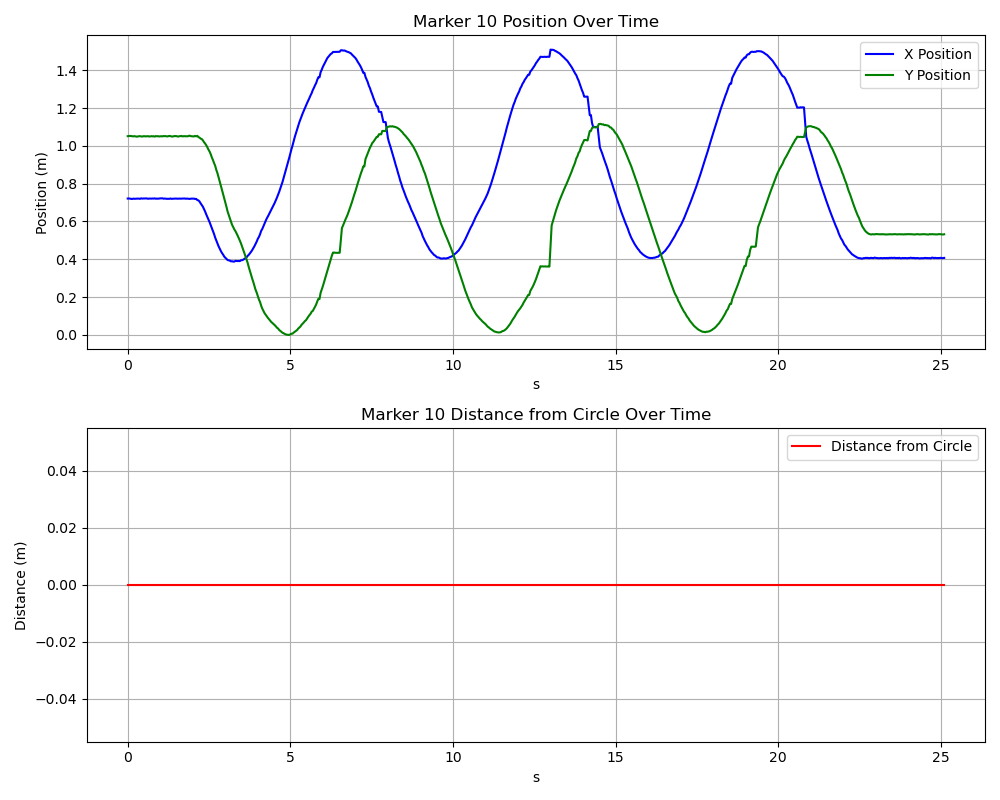 Marker 10 Position Over Time
X Position
Y Position
Position (m)
1.4
1.2
1.0
0.8
0.6
0.4
0.2
0.0
0 5 10 15 20 25
s
Marker 10 Distance from Circle Over Time
Distance from Circle
Distance (m)
0.04
0.02
0.00
−0.02
−0.04
0 5 10 15 20 25
s